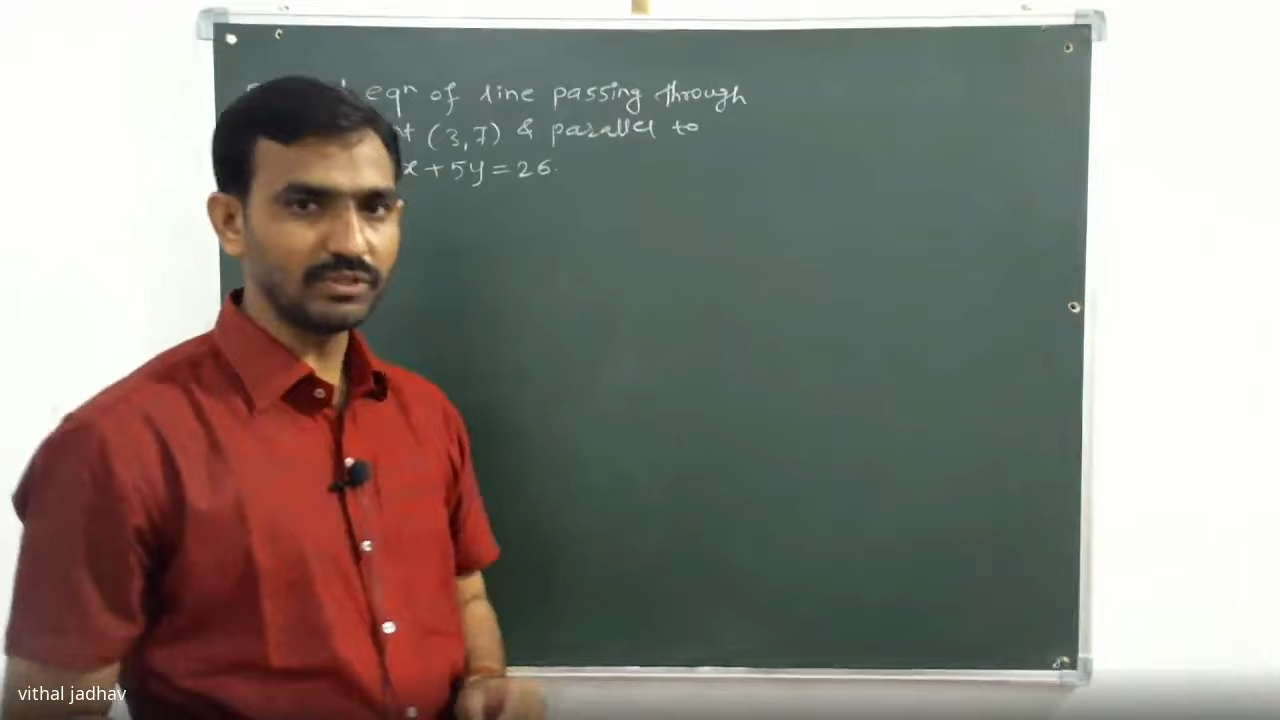 eqn of line passing through
(3,7) & parallel to
x+5y=26.
vithal jadhav